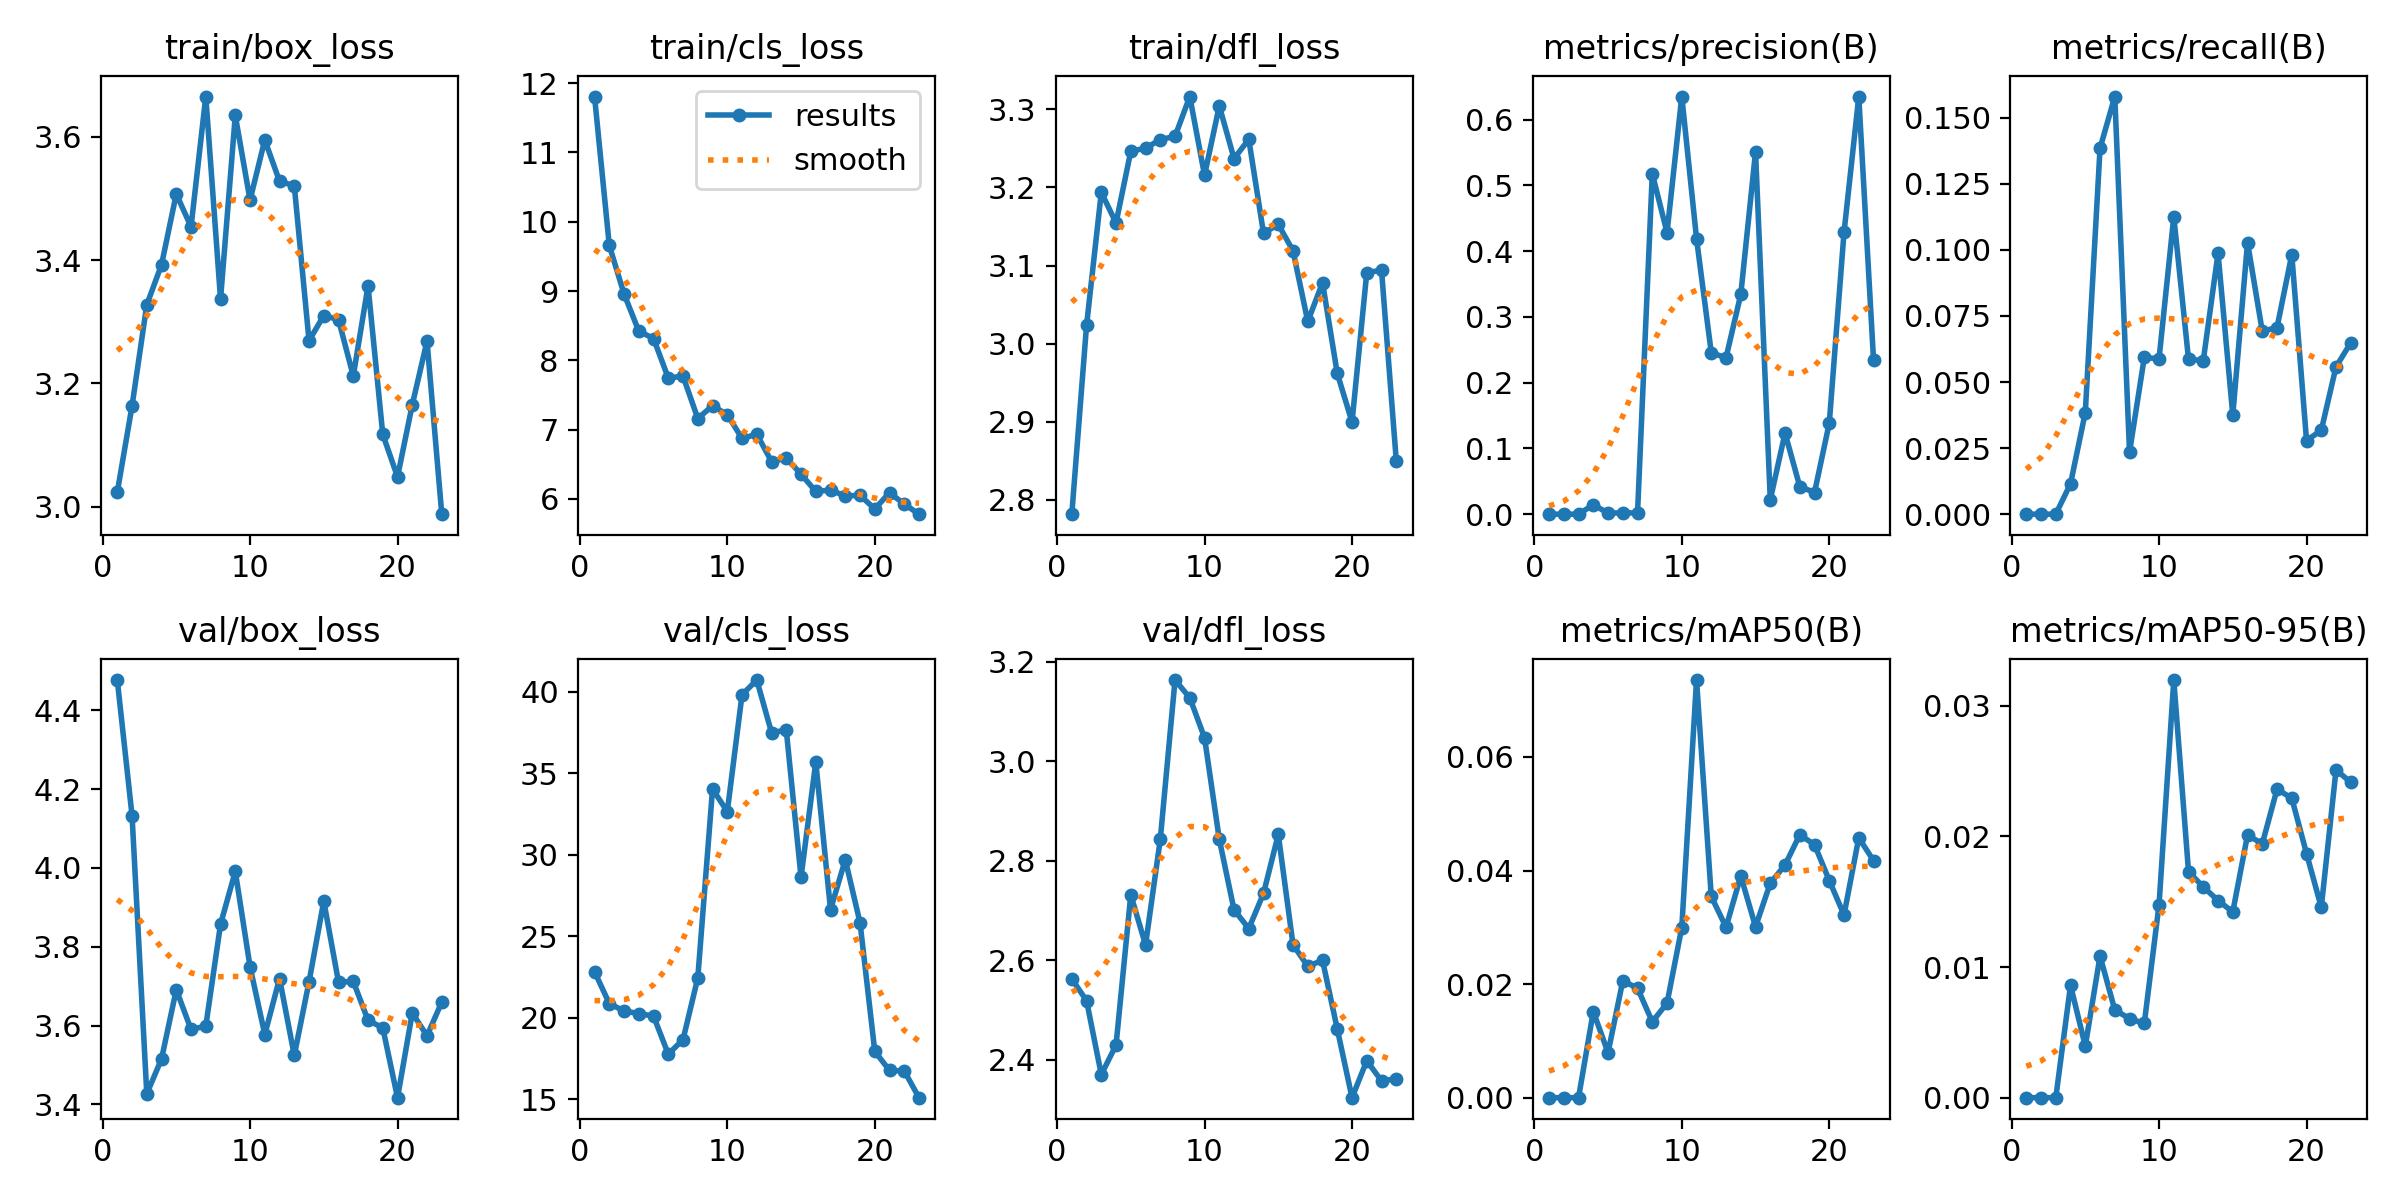 train/box_loss
3.6
3.4
3.2
3.0
0 10 20
train/cls_loss
12
11
10
9
8
7
6
results
smooth
0 10 20
train/dfl_loss
3.3
3.2
3.1
3.0
2.9
2.8
0 10 20
metrics/precision(B)
0.6
0.5
0.4
0.3
0.2
0.1
0.0
0 10 20
metrics/recall(B)
0.150
0.125
0.100
0.075
0.050
0.025
0.000
0 10 20
val/box_loss
4.4
4.2
4.0
3.8
3.6
3.4
0 10 20
val/cls_loss
40
35
30
25
20
15
0 10 20
val/dfl_loss
3.2
3.0
2.8
2.6
2.4
0 10 20
metrics/mAP50(B)
0.06
0.04
0.02
0.00
0 10 20
metrics/mAP50-95(B)
0.03
0.02
0.01
0.00
0 10 20